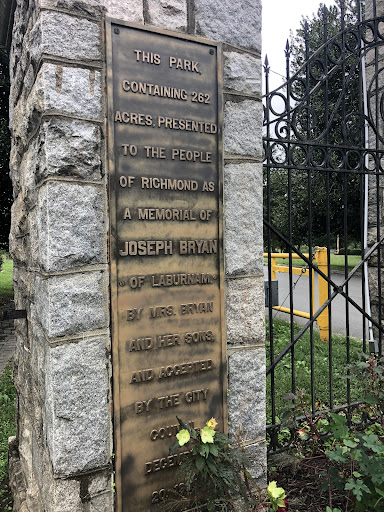 THIS PARK,
CONTAINING 262
ACRES, PRESENTED
TO THE PEOPLE
OF RICHMOND AS
A MEMORIAL OF
JOSEPH BRYAN
OF LABURNAM
BY MRS. BRYAN
AND HER SONS,
AND ACCEPTED
BY THE CITY